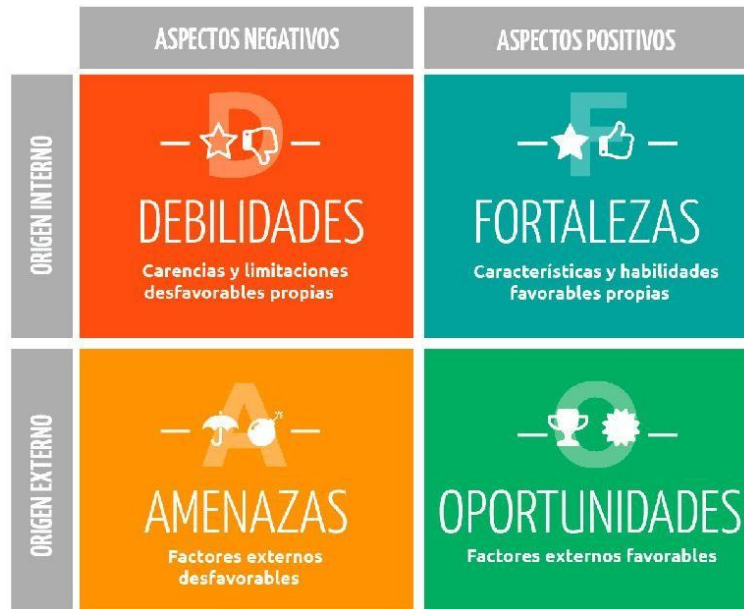 ASPECTOS NEGATIVOS
ASPECTOS POSITIVOS
ORIGEN INTERNO
D
DEBILIDADES
Carencias y limitaciones
desfavorables propias
F
FORTALEZAS
Características y habilidades
favorables propias
ORIGEN EXTERNO
A
AMENAZAS
Factores externos
desfavorables
O
OPORTUNIDADES
Factores externos favorables